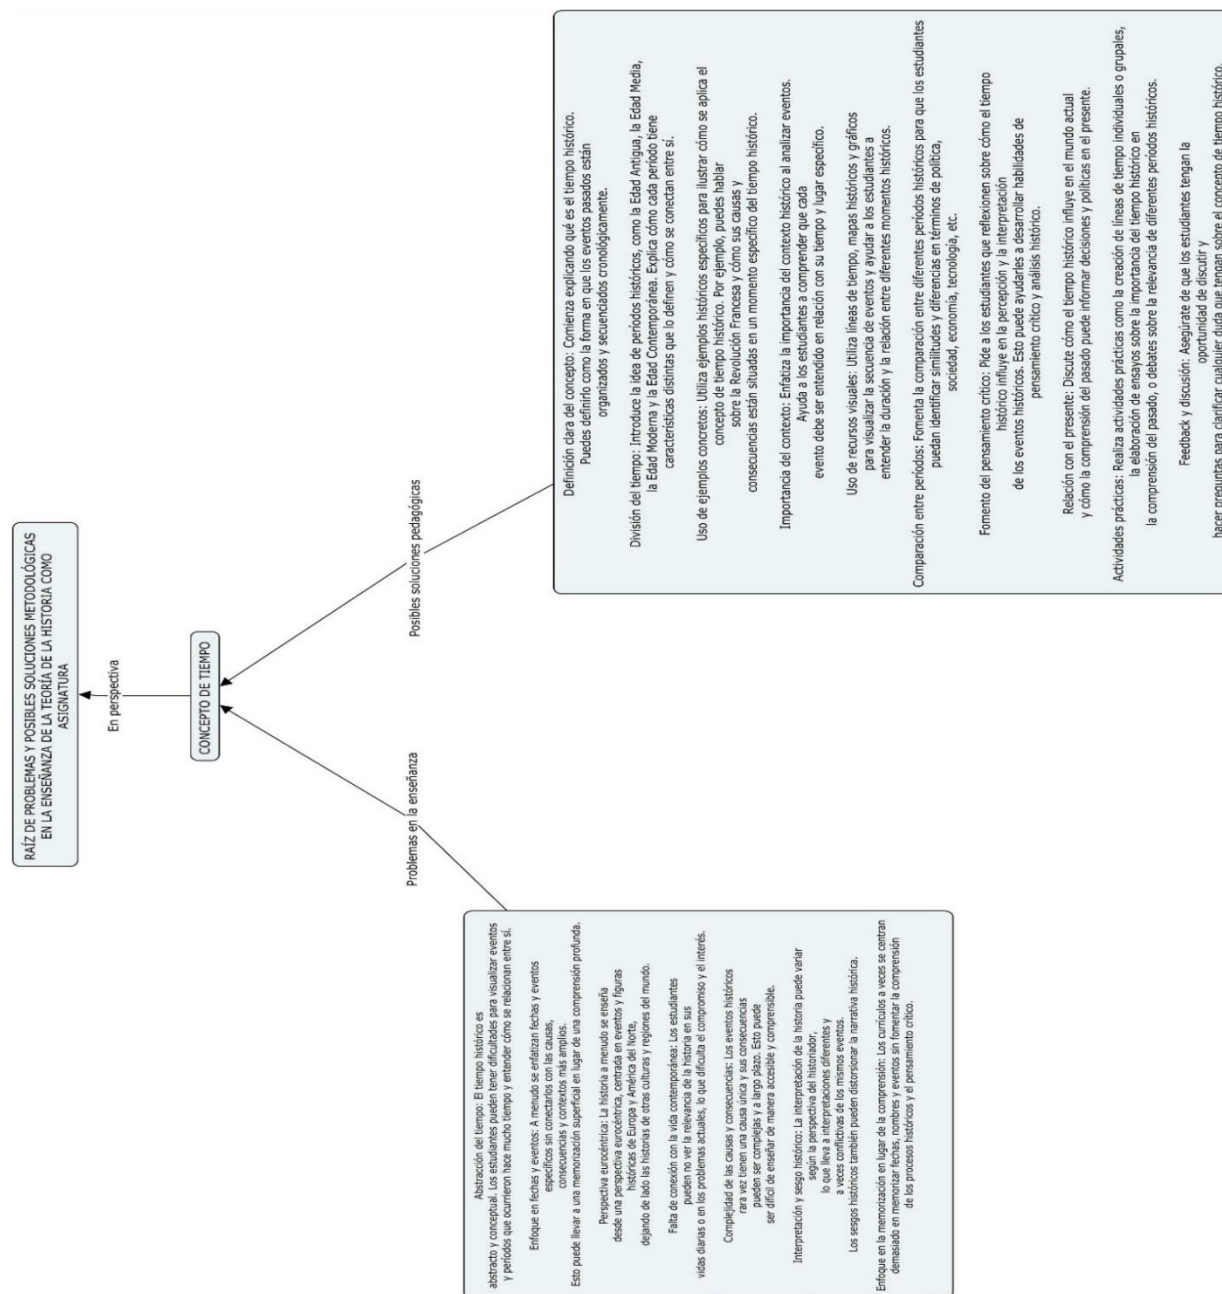 RAÍZ DE PROBLEMAS Y POSIBLES SOLUCIONES METODOLÓGICAS
EN LA ENSEÑANZA DE LA TEORÍA DE LA HISTORIA COMO
ASIGNATURA
En perspectiva
CONCEPTO DE TIEMPO
Problemas en la enseñanza
Posibles soluciones pedagógicas
Abstracción del tiempo: El tiempo histórico es
abstracto y conceptual. Los estudiantes pueden tener dificultades para visualizar eventos
y períodos que ocurrieron hace mucho tiempo y entender cómo se relacionan entre sí.
Enfoque en fechas y eventos: A menudo se enfatizan fechas y eventos
específicos sin conectarlos con las causas,
consecuencias y contextos más amplios.
Esto puede llevar a una memorización superficial en lugar de una comprensión profunda.
Perspectiva eurocéntrica: La historia a menudo se enseña
desde una perspectiva eurocéntrica, centrada en eventos y figuras
históricas de Europa y América del Norte,
dejando de lado las historias de otras culturas y regiones del mundo.
Falta de conexión con la vida contemporánea: Los estudiantes
pueden no ver la relevancia de la historia en sus
vidas diarias o en los problemas actuales, lo que dificulta el compromiso y el interés.
Complejidad de las causas y consecuencias: Los eventos históricos
rara vez tienen una causa única y sus consecuencias
pueden ser complejas y a largo plazo. Esto puede
ser difícil de enseñar de manera accesible y comprensible.
Interpretación y sesgo histórico: La interpretación de la historia puede variar
según la perspectiva del historiador,
lo que lleva a interpretaciones diferentes y
a veces conflictivas de los mismos eventos.
Los sesgos históricos también pueden distorsionar la narrativa histórica.
Enfoque en la memorización en lugar de la comprensión: Los currículos a veces se centran
demasiado en memorizar fechas, nombres y eventos sin fomentar la comprensión
de los procesos históricos y el pensamiento crítico.
Definición clara del concepto: Comienza explicando qué es el tiempo histórico.
Puedes definirlo como la forma en que los eventos pasados están
organizados y secuenciados cronológicamente.
División del tiempo: Introduce la idea de períodos históricos, como la Edad Antigua, la Edad Media,
la Edad Moderna y la Edad Contemporánea. Explica cómo cada período tiene
características distintas que lo definen y cómo se conectan entre sí.
Uso de ejemplos concretos: Utiliza ejemplos históricos específicos para ilustrar cómo se aplica el
concepto de tiempo histórico. Por ejemplo, puedes hablar
sobre la Revolución Francesa y cómo sus causas y
consecuencias están situadas en un momento específico del tiempo histórico.
Importancia del contexto: Enfatiza la importancia del contexto histórico al analizar eventos.
Ayuda a los estudiantes a comprender que cada
evento debe ser entendido en relación con su tiempo y lugar específico.
Uso de recursos visuales: Utiliza líneas de tiempo, mapas históricos y gráficos
para visualizar la secuencia de eventos y ayudar a los estudiantes a
entender la duración y la relación entre diferentes momentos históricos.
Comparación entre períodos: Fomenta la comparación entre diferentes períodos históricos para que los estudiantes
puedan identificar similitudes y diferencias en términos de política,
sociedad, economía, tecnología, etc.
Fomento del pensamiento crítico: Pide a los estudiantes que reflexionen sobre cómo el tiempo
histórico influye en la percepción y la interpretación
de los eventos históricos. Esto puede ayudarles a desarrollar habilidades de
pensamiento crítico y análisis histórico.
Relación con el presente: Discute cómo el tiempo histórico influye en el mundo actual
y cómo la comprensión del pasado puede informar decisiones y políticas en el presente.
Actividades prácticas: Realiza actividades prácticas como la creación de líneas de tiempo individuales o grupales,
la elaboración de ensayos sobre la importancia del tiempo histórico en
la comprensión del pasado, o debates sobre la relevancia de diferentes períodos históricos.
Feedback y discusión: Asegúrate de que los estudiantes tengan la
oportunidad de discutir y
hacer preguntas para clarificar cualquier duda que tengan sobre el concepto de tiempo histórico.